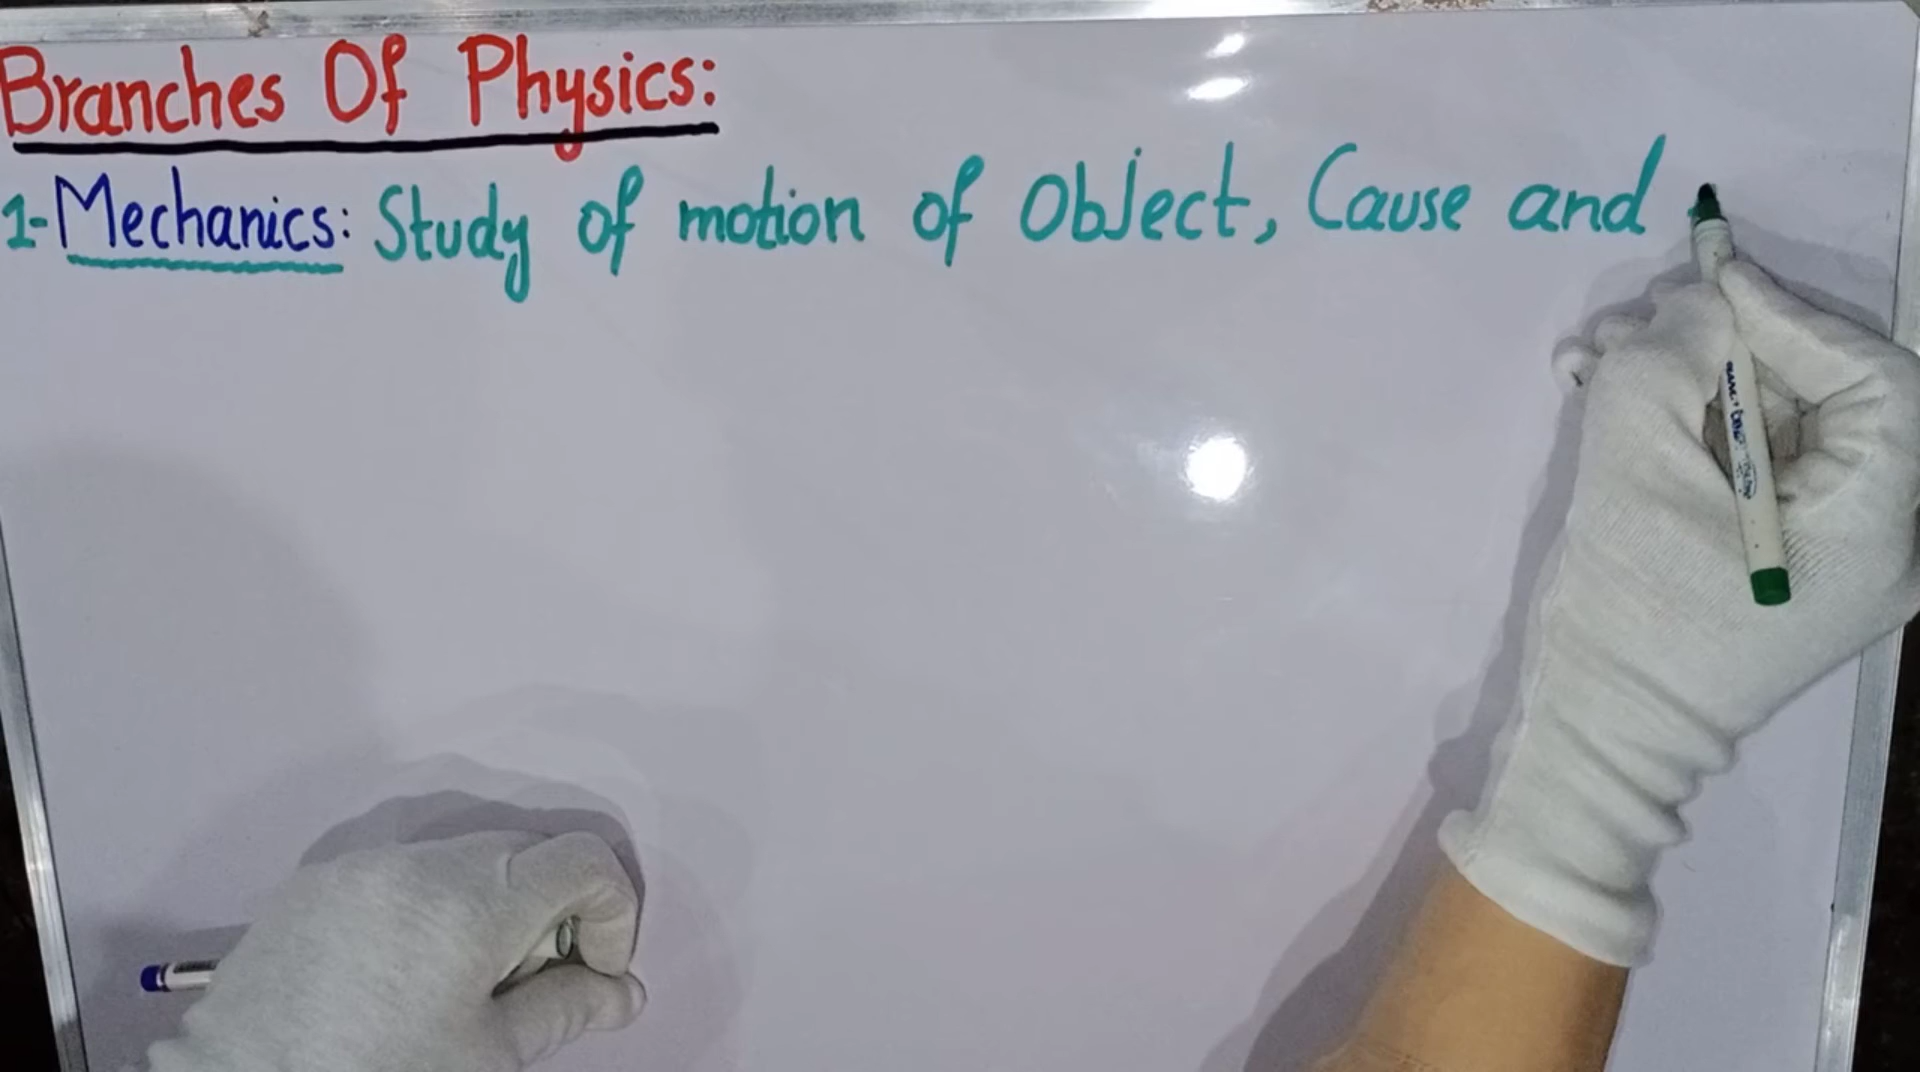 Branches Of Physics:
1- Mechanics: Study of motion of Object, Cause and